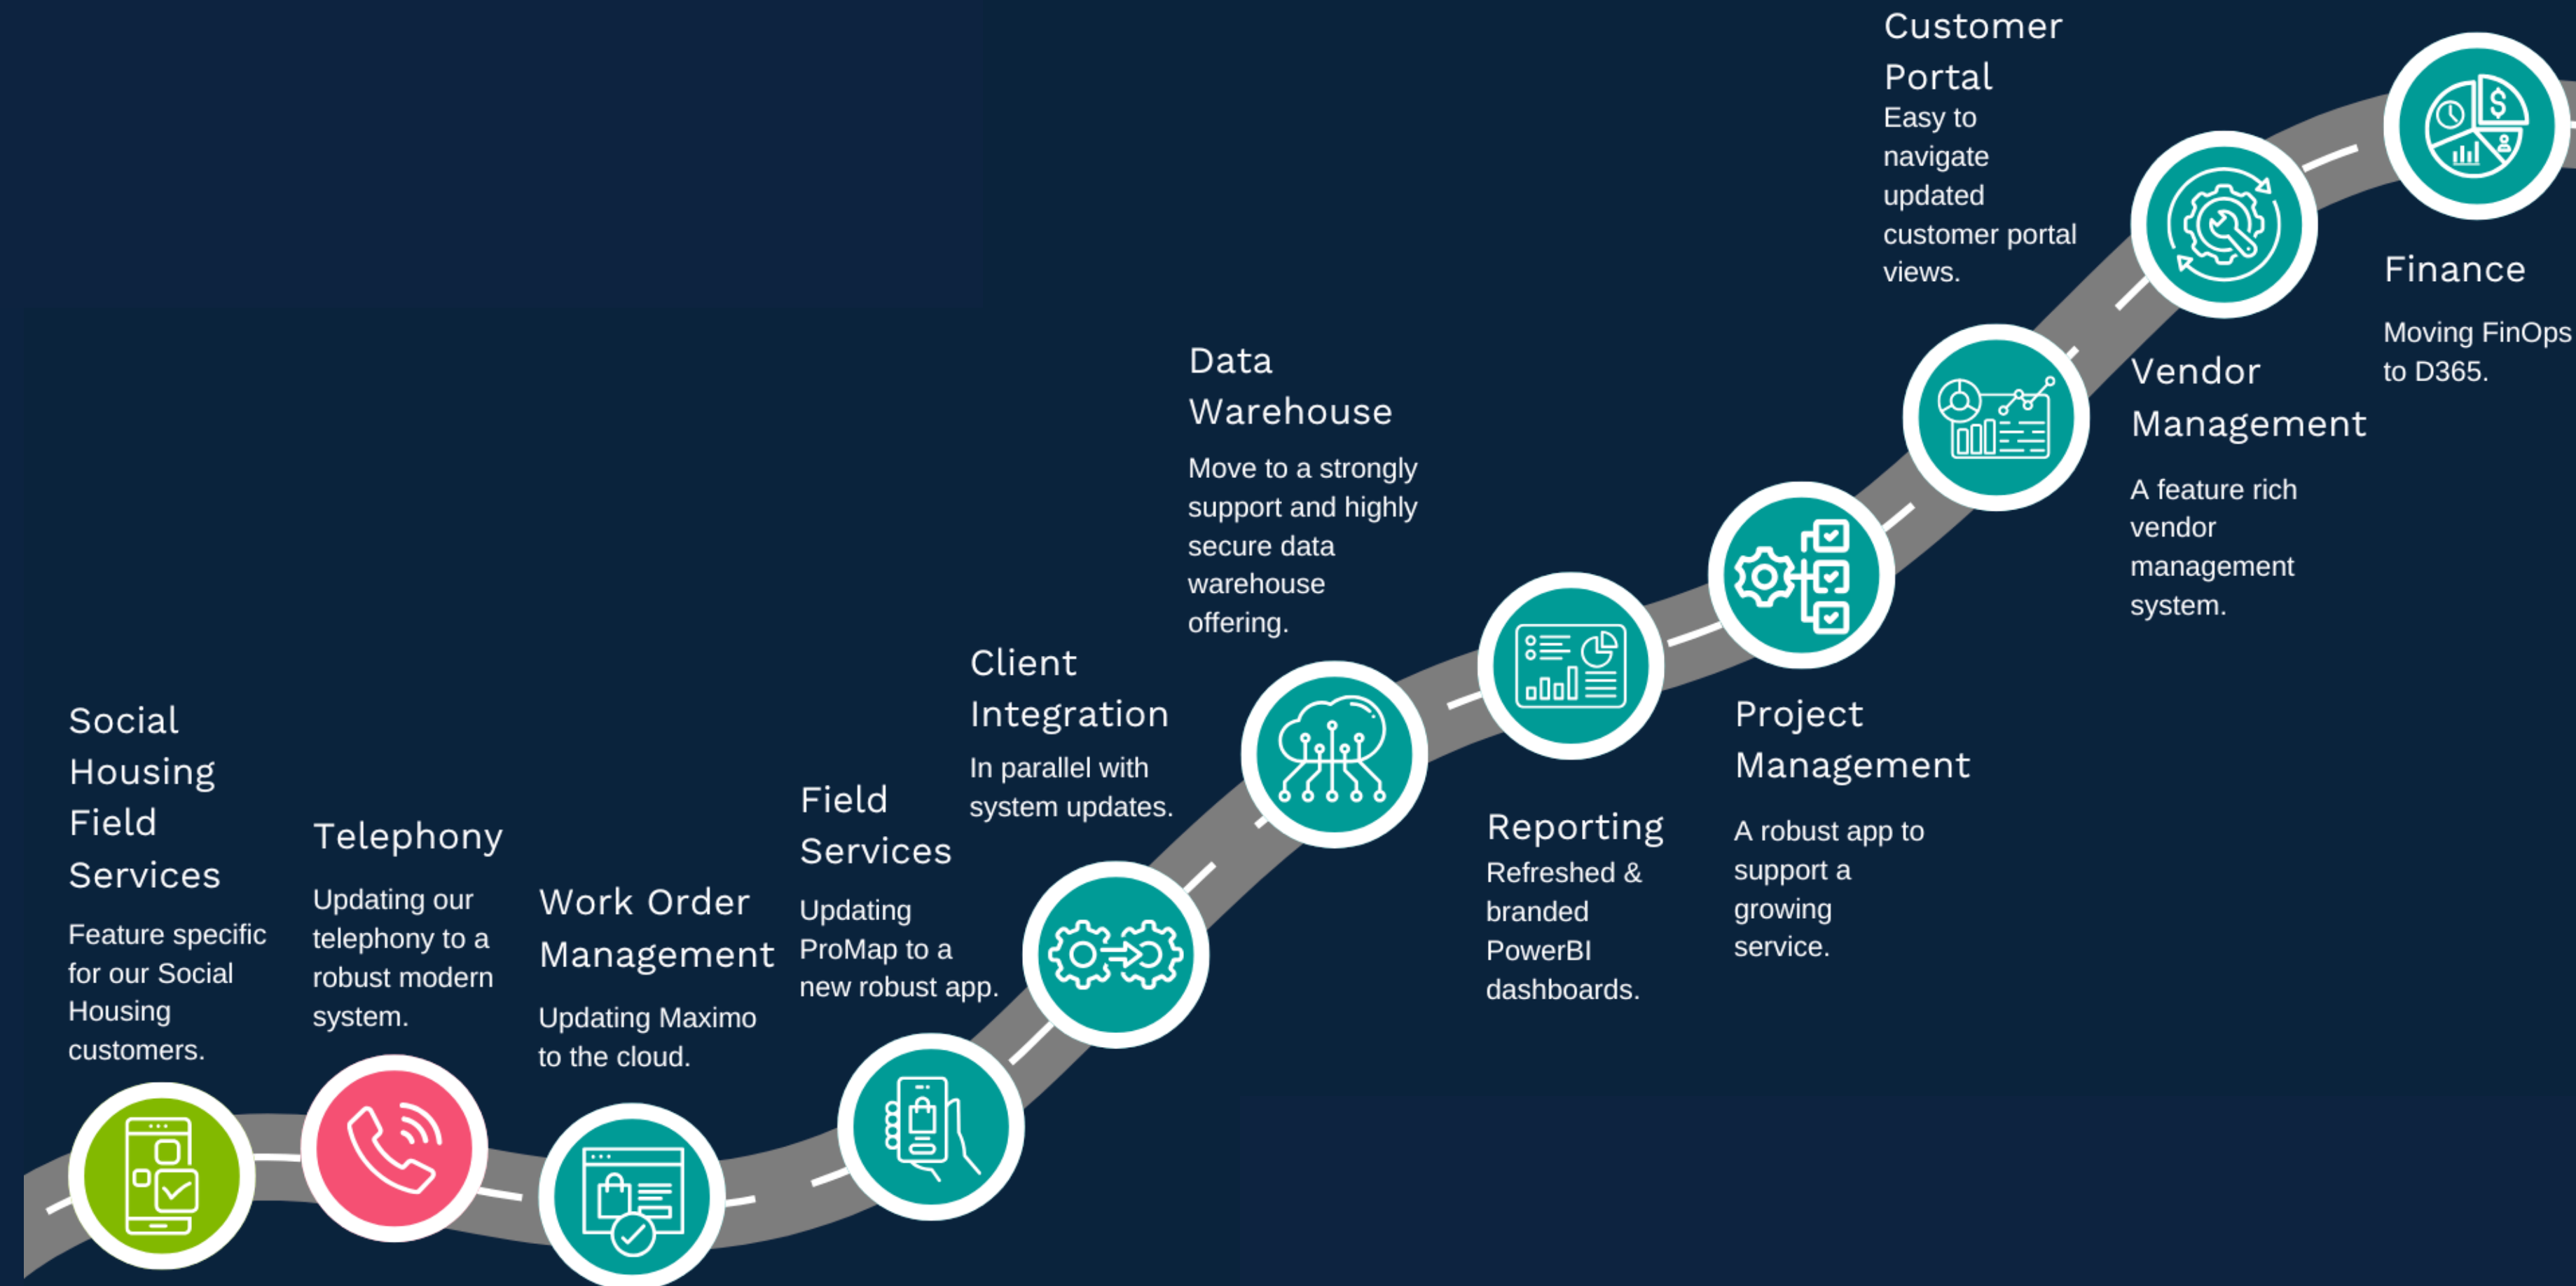 Social
Housing
Field
Services
Feature specific
for our Social
Housing
customers.
Telephony
Updating our
telephony to a
robust modern
system.
Work Order
Management
Updating Maximo
to the cloud.
Field
Services
Updating
ProMap to a
new robust app.
Client
Integration
In parallel with
system updates.
Data
Warehouse
Move to a strongly
support and highly
secure data
warehouse
offering.
Reporting
Refreshed &
branded
PowerBI
dashboards.
Project
Management
A robust app to
support a
growing
service.
Customer
Portal
Easy to
navigate
updated
customer portal
views.
Vendor
Management
A feature rich
vendor
management
system.
Finance
Moving FinOps
to D365.
$